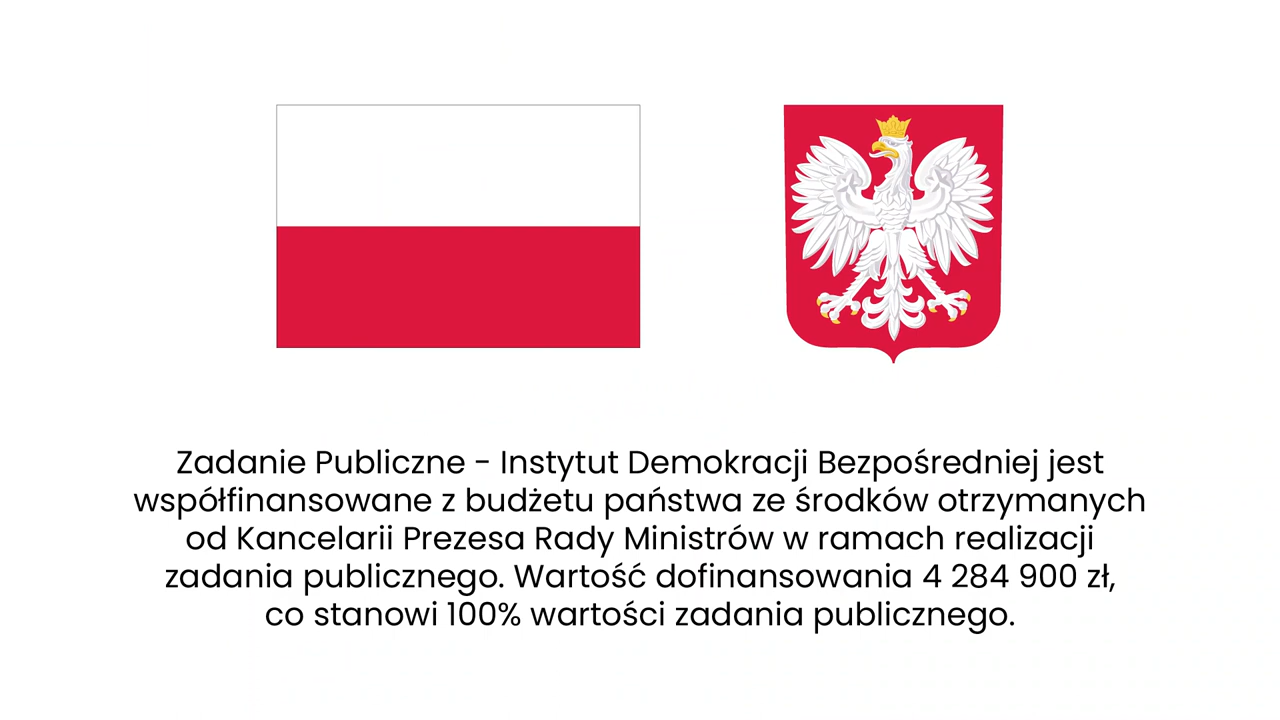 Zadanie Publiczne - Instytut Demokracji Bezpośredniej jest
współfinansowane z budżetu państwa ze środków otrzymanych
od Kancelarii Prezesa Rady Ministrów w ramach realizacji
zadania publicznego. Wartość dofinansowania 4 284 900 zł,
co stanowi 100% wartości zadania publicznego.